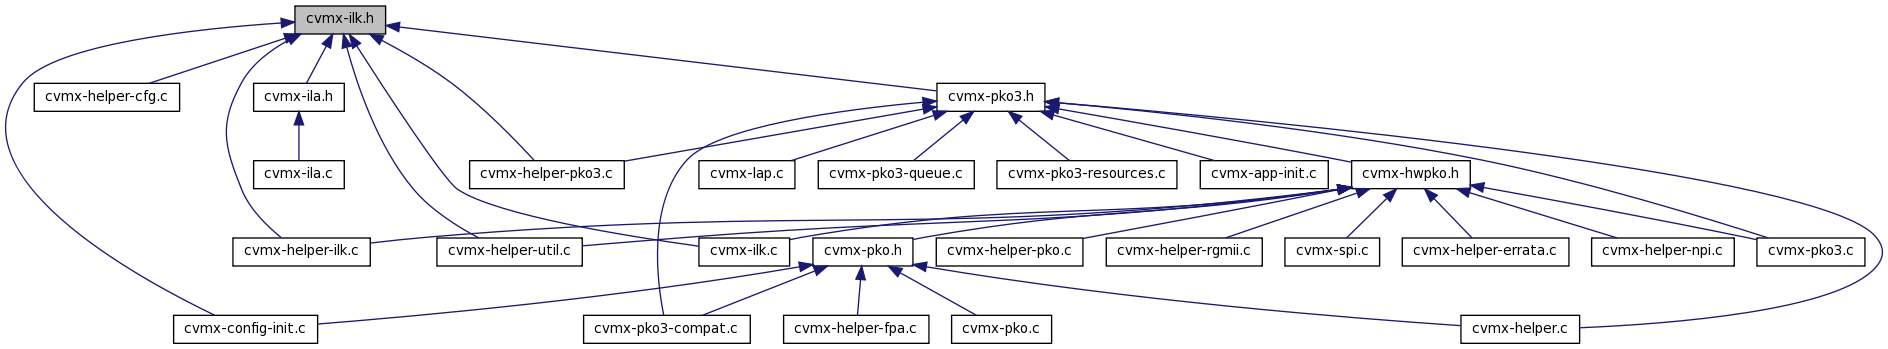 cvmx-ilk.h
cvmx-helper-cfg.c
cvmx-ila.h
cvmx-pko3.h
cvmx-ila.c
cvmx-helper-pko3.c
cvmx-lap.c
cvmx-pko3-queue.c
cvmx-pko3-resources.c
cvmx-app-init.c
cvmx-hwpko.h
cvmx-helper-ilk.c
cvmx-helper-util.c
cvmx-ilk.c
cvmx-pko.h
cvmx-helper-pko.c
cvmx-helper-rgmii.c
cvmx-spi.c
cvmx-helper-errata.c
cvmx-helper-npi.c
cvmx-pko3.c
cvmx-config-init.c
cvmx-pko3-compat.c
cvmx-helper-fpa.c
cvmx-pko.c
cvmx-helper.c